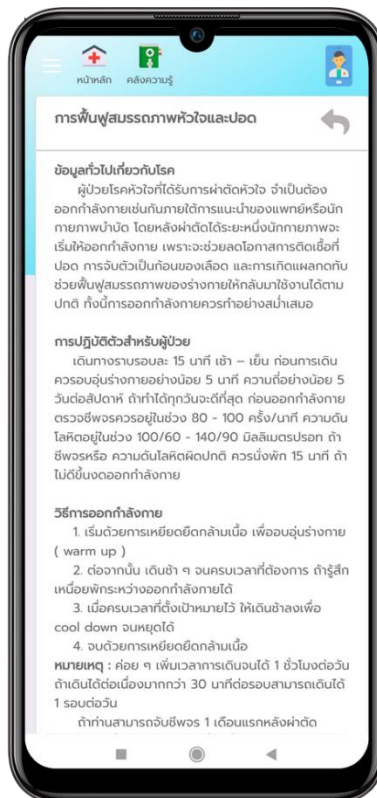 หน้าหลัก
คลังความรู้
การฟื้นฟูสมรรถภาพหัวใจและปอด
ข้อมูลทั่วไปเกี่ยวกับโรค
ผู้ป่วยโรคหัวใจที่ได้รับการผ่าตัดหัวใจ จำเป็นต้อง
ออกกำลังกายเช่นกันภายใต้การแนะนำของแพทย์หรือนัก
กายภาพบำบัด โดยหลังผ่าตัดได้ระยะหนึ่งนักกายภาพจะ
เริ่มให้ออกกำลังกาย เพราะจะช่วยลดโอกาสการติดเชื้อที่
ปอด การจับตัวเป็นก้อนของเลือด และการเกิดแผลกดทับ
ช่วยฟื้นฟูสมรรถภาพของร่างกายให้กลับมาใช้งานได้ตาม
ปกติ ทั้งนี้การออกกำลังกายควรทำอย่างสม่ำเสมอ
การปฏิบัติตัวสำหรับผู้ป่วย
เดินทางราบรอบละ 15 นาที เช้า – เย็น ก่อนการเดิน
ควรอบอุ่นร่างกายอย่างน้อย 5 นาที ความถี่อย่างน้อย 5
วันต่อสัปดาห์ ถ้าทำได้ทุกวันจะดีที่สุด ก่อนออกกำลังกาย
ตรวจชีพจรควรอยู่ในช่วง 80 - 100 ครั้ง/นาที ความดัน
โลหิตอยู่ในช่วง 100/60 - 140/90 มิลลิเมตรปรอท ถ้า
ชีพจรหรือ ความดันโลหิตผิดปกติ ควรนั่งพัก 15 นาที ถ้า
ไม่ดีขึ้นงดออกกำลังกาย
วิธีการออกกำลังกาย
1. เริ่มด้วยการเหยียดยืดกล้ามเนื้อ เพื่ออบอุ่นร่างกาย
( warm up )
2. ต่อจากนั้น เดินช้า ๆ จนครบเวลาที่ต้องการ ถ้ารู้สึก
เหนื่อยพักระหว่างออกกำลังกายได้
3. เมื่อครบเวลาที่ตั้งเป้าหมายไว้ ให้เดินช้าลงเพื่อ
cool down จนหยุดได้
4. จบด้วยการเหยียดยืดกล้ามเนื้อ
หมายเหตุ : ค่อย ๆ เพิ่มเวลาการเดินจนได้ 1 ชั่วโมงต่อวัน
ถ้าเดินได้ต่อเนื่องมากกว่า 30 นาทีต่อรอบสามารถเดินได้
1 รอบต่อวัน
ถ้าท่านสามารถจับชีพจร 1 เดือนแรกหลังผ่าตัด